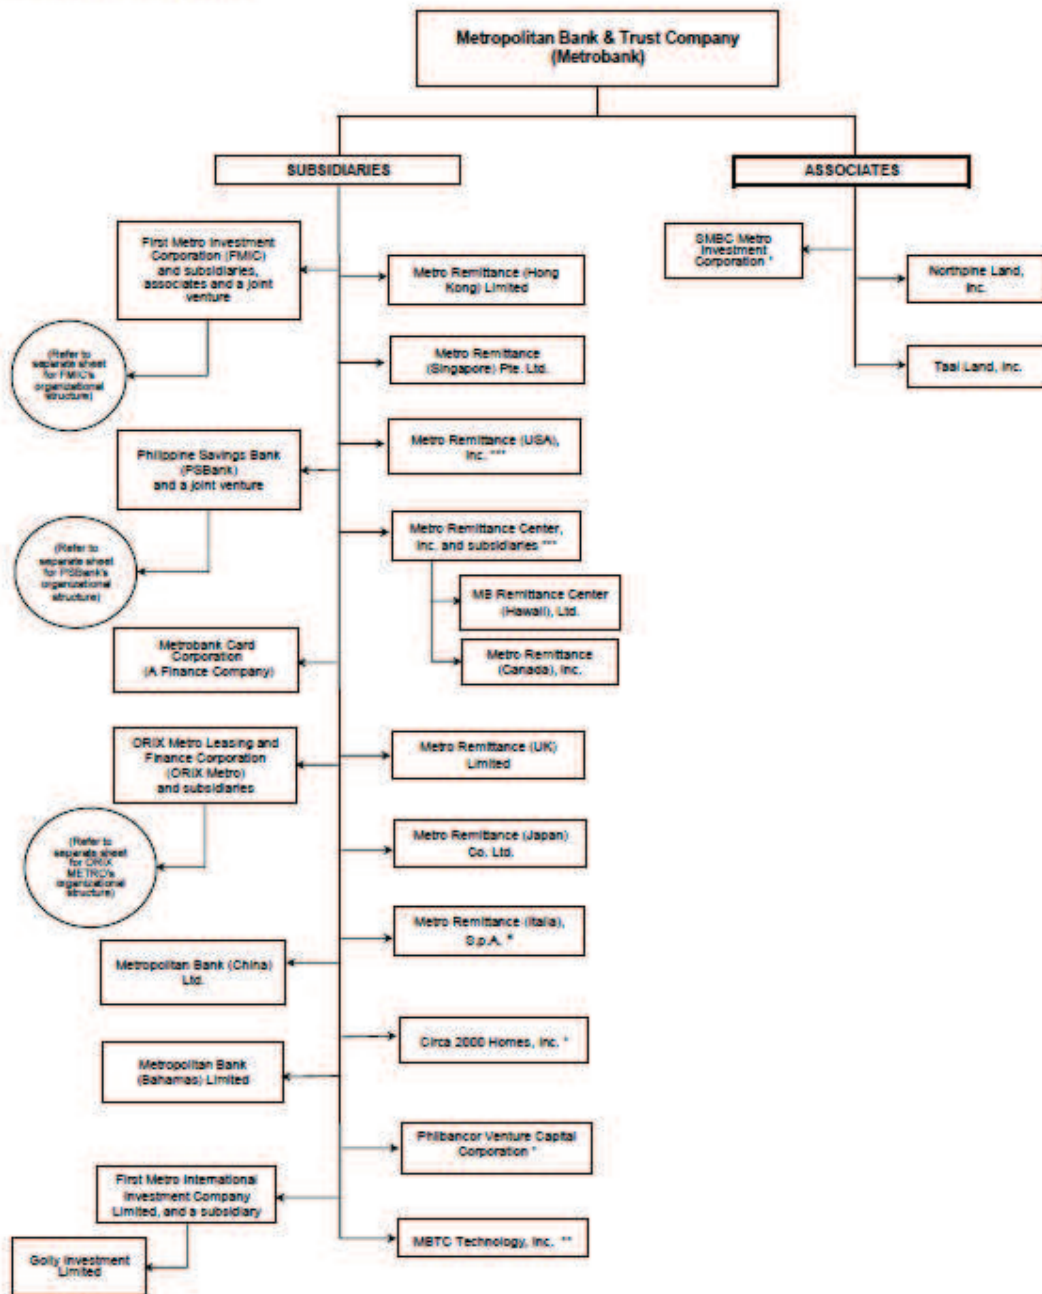 Metropolitan Bank & Trust Company
(Metrobank)
SUBSIDIARIES
ASSOCIATES
First Metro Investment
Corporation (FMIC)
and subsidiaries,
associates and a joint
venture
(Refer to
separate sheet
for FMIC's
organizational
structure)
Philippine Savings Bank
(PSBank)
and a joint venture
(Refer to
separate sheet
for PSBank's
organizational
structure)
Metrobank Card
Corporation
(A Finance Company)
ORIX Metro Leasing and
Finance Corporation
(ORIX Metro)
and subsidiaries
(Refer to
separate sheet
for ORIX
METRO's
organizational
structure)
Metropolitan Bank (China)
Ltd.
Metropolitan Bank
(Bahamas) Limited
First Metro International
Investment Company
Limited, and a subsidiary
Golly Investment
Limited
Metro Remittance (Hong
Kong) Limited
Metro Remittance
(Singapore) Pte. Ltd.
Metro Remittance (USA),
Inc. ***
Metro Remittance Center,
Inc. and subsidiaries ***
MB Remittance Center
(Hawaii), Ltd.
Metro Remittance
(Canada), Inc.
Metro Remittance (UK)
Limited
Metro Remittance (Japan)
Co. Ltd.
Metro Remittance (Italia),
S.p.A. *
Circa 2000 Homes, Inc. *
Philbancor Venture Capital
Corporation *
MBTC Technology, Inc. **
SMBC Metro
Investment
Corporation *
Northpine Land,
Inc.
Taal Land, Inc.